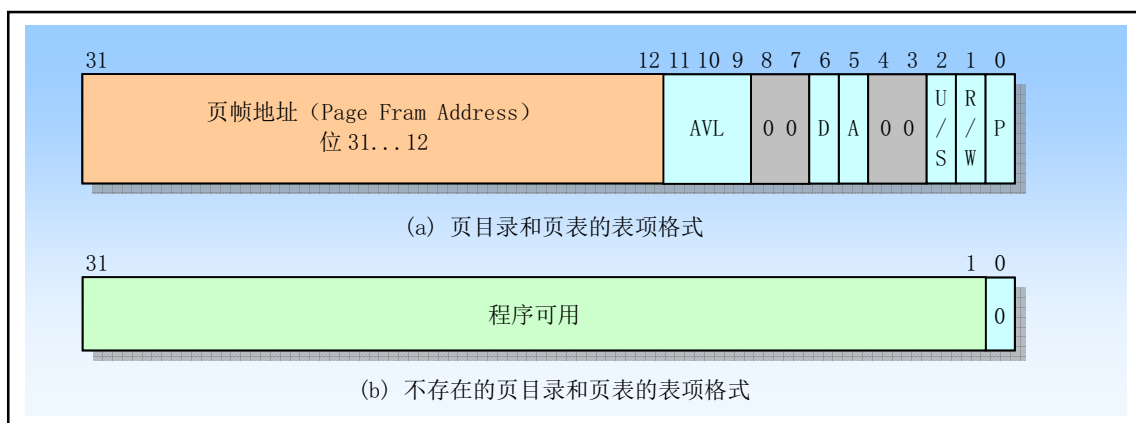 31 12 11 10 9 8 7 6 5 4 3 2 1 0
页帧地址（Page Fram Address）
位 31...12
AVL
0 0
D
A
0 0
U
/
S
R
/
W
P
(a) 页目录和页表的表项格式
31 1 0
程序可用
0
(b) 不存在的页目录和页表的表项格式